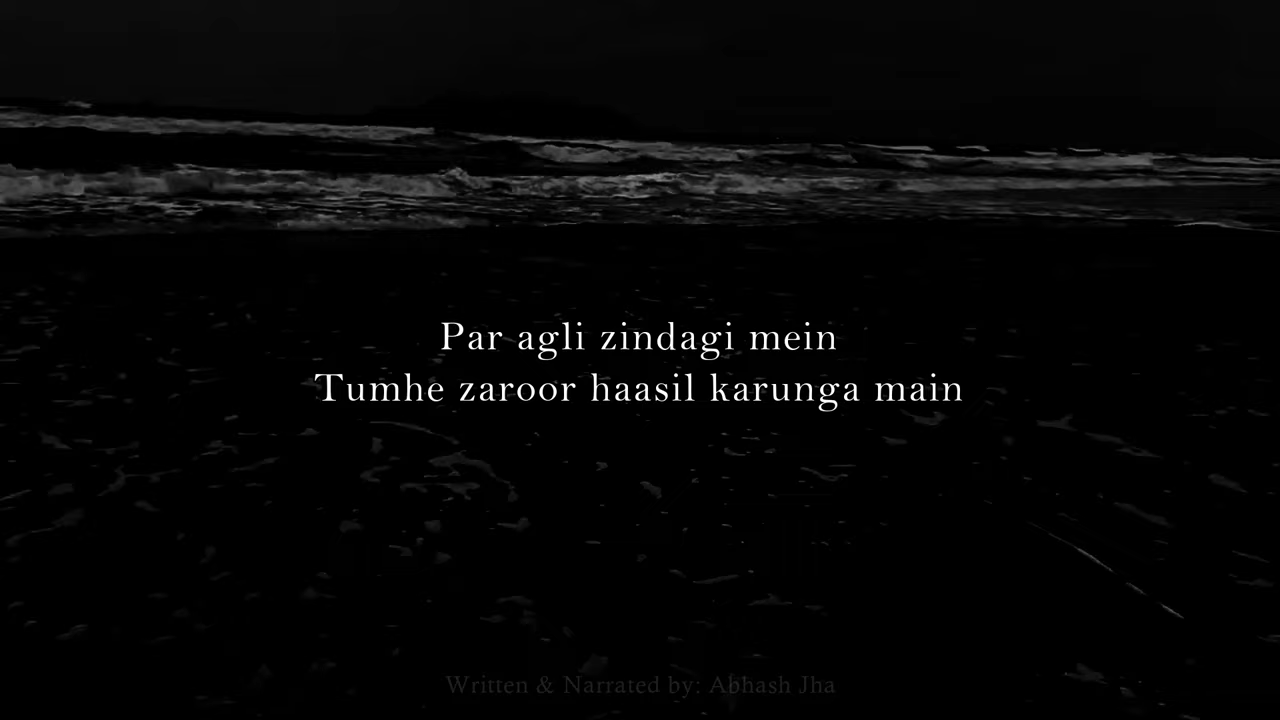 Par agli zindagi mein
Tumhe zaroor haasil karunga main
Written & Narrated by: Abhash Jha